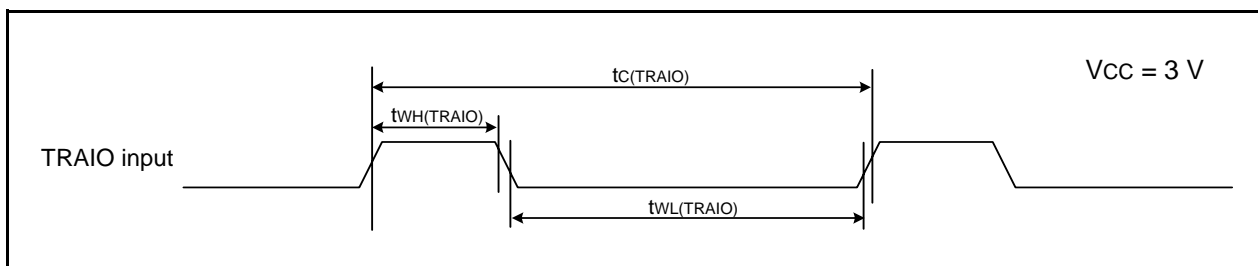 tC(TRAIO)
VCC = 3 V
tWH(TRAIO)
TRAIO input
tWL(TRAIO)